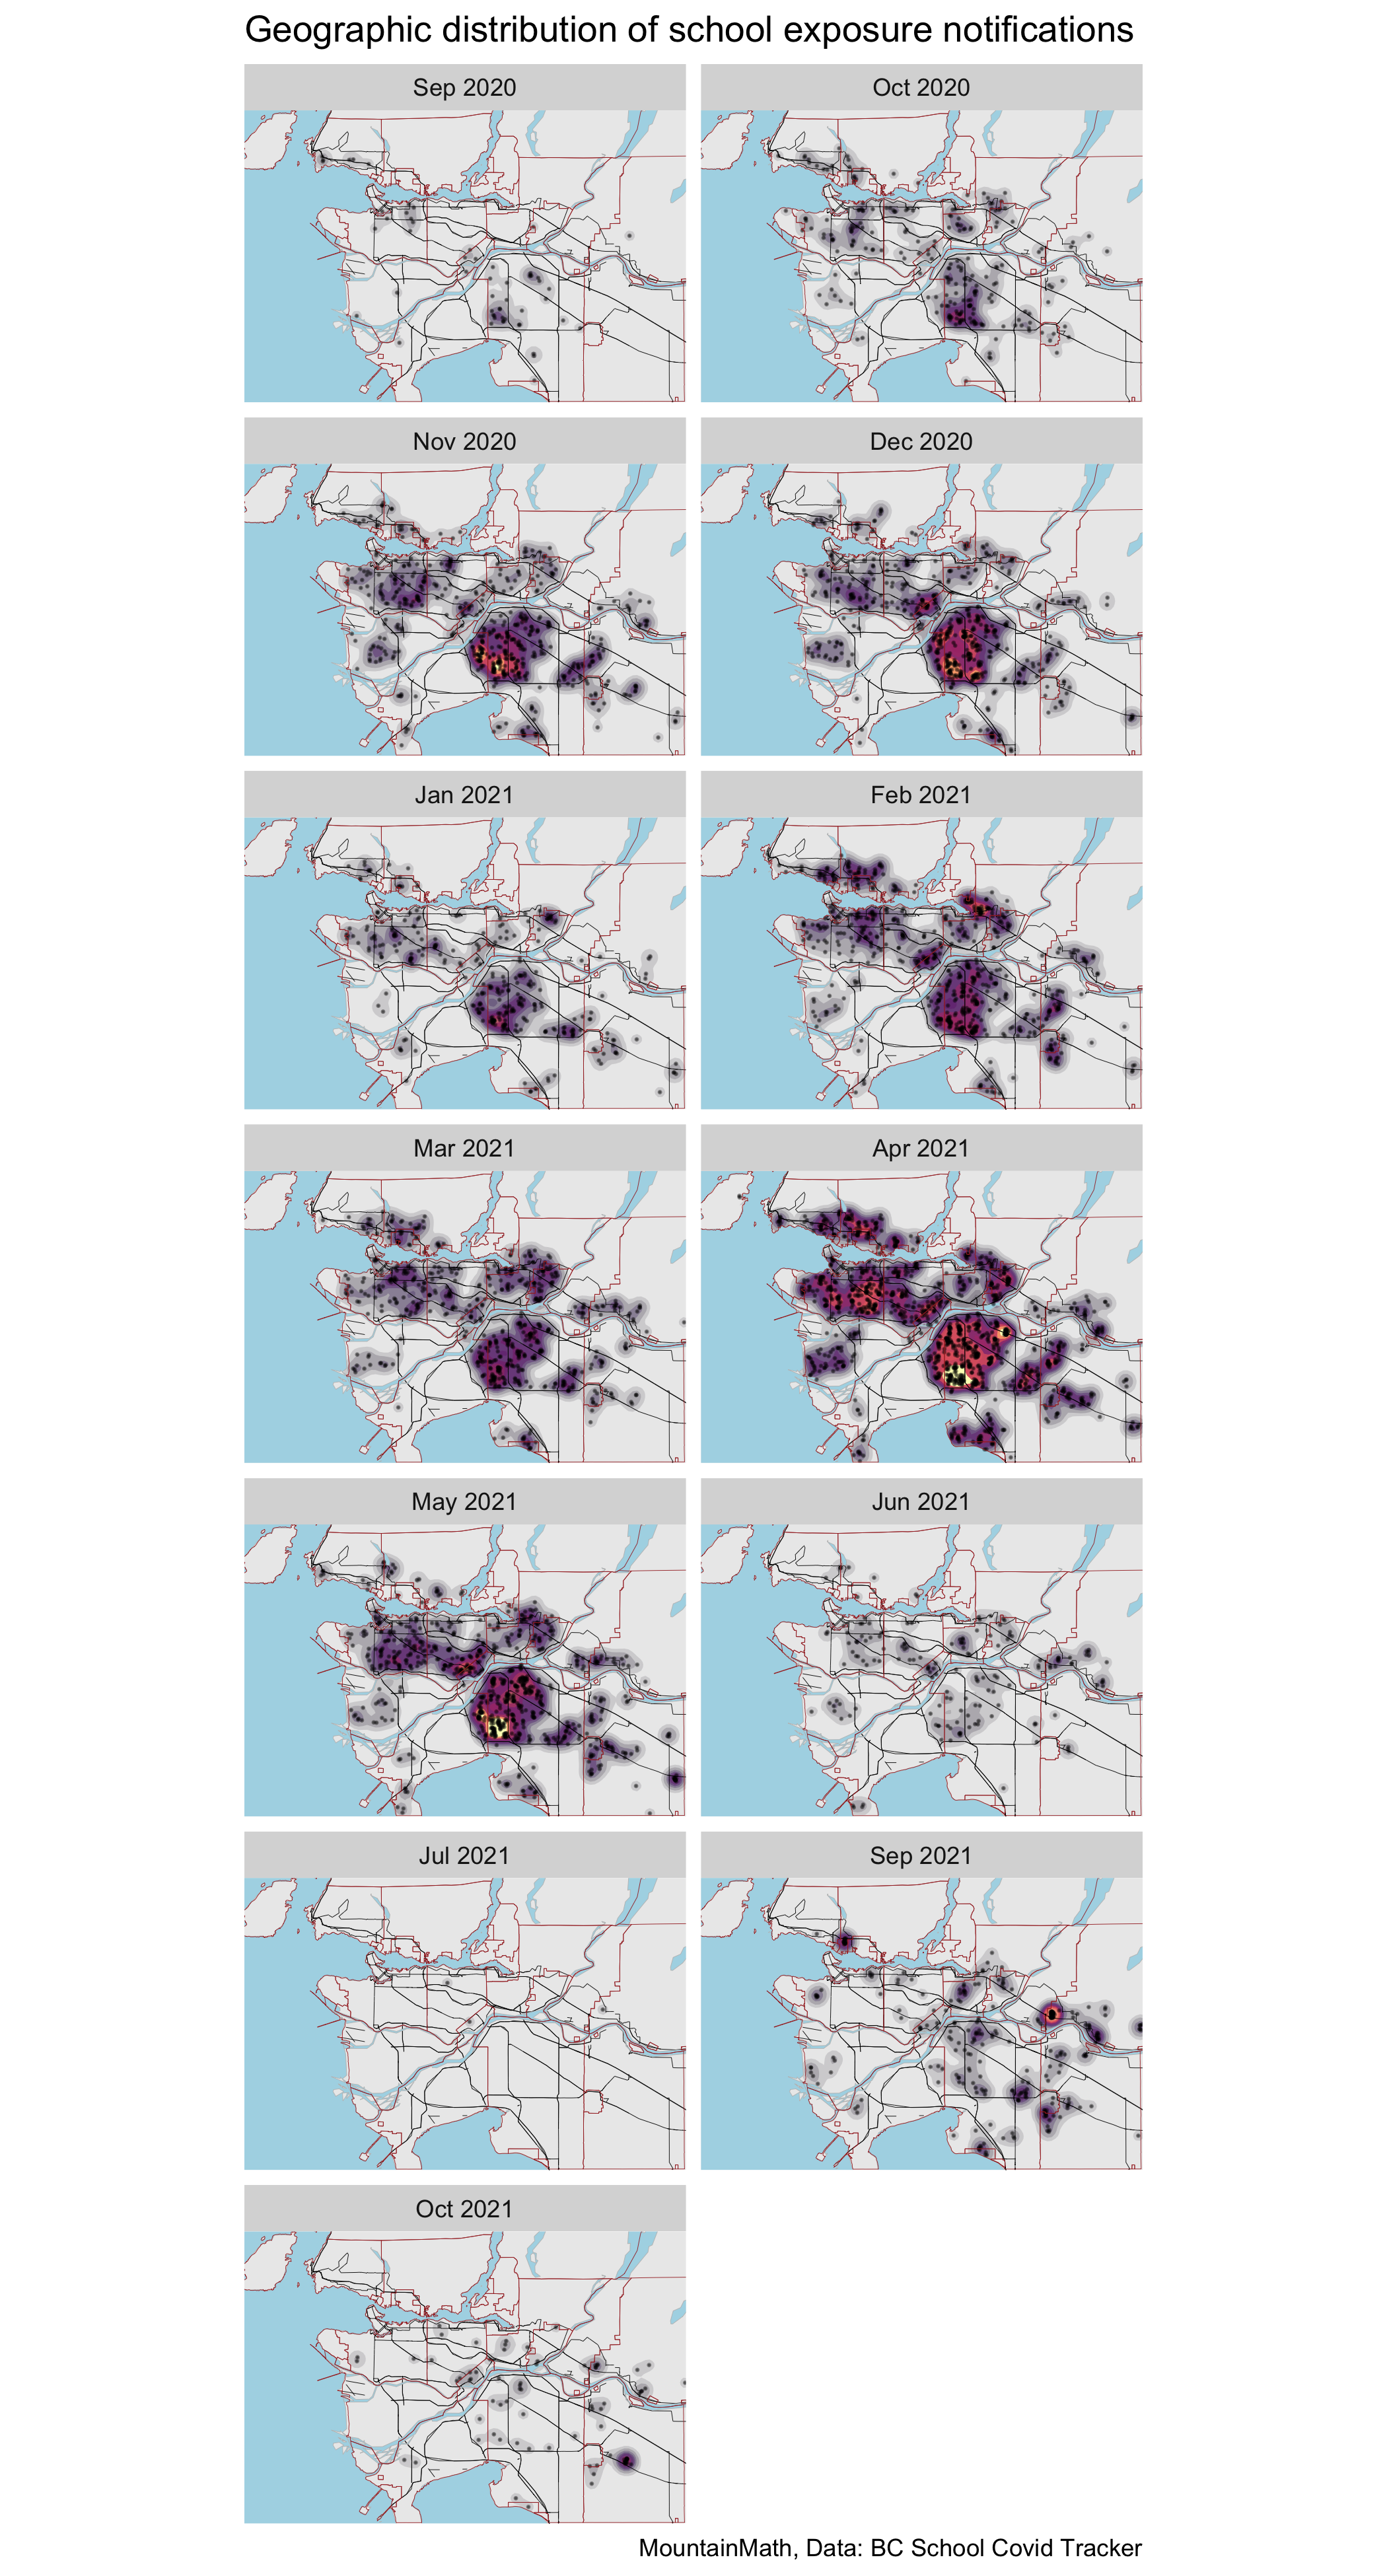 Geographic distribution of school exposure notifications
Sep 2020
Oct 2020
Nov 2020
Dec 2020
Jan 2021
Feb 2021
Mar 2021
Apr 2021
May 2021
Jun 2021
Jul 2021
Sep 2021
Oct 2021
MountainMath, Data: BC School Covid Tracker